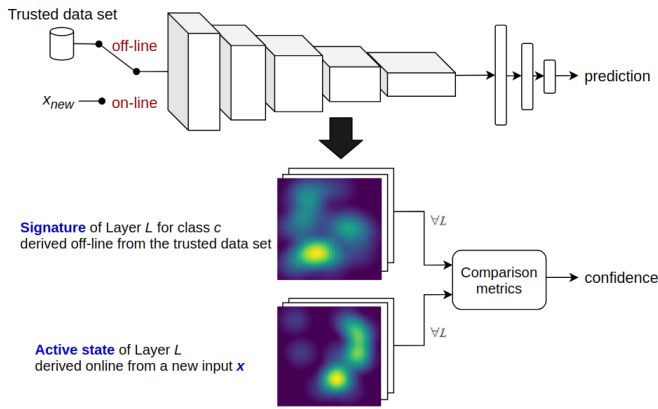 Trusted data set
off-line
x_new
on-line
prediction
Signature of Layer L for class c
derived off-line from the trusted data set
∀L
Comparison
metrics
confidence
∀L
Active state of Layer L
derived online from a new input x